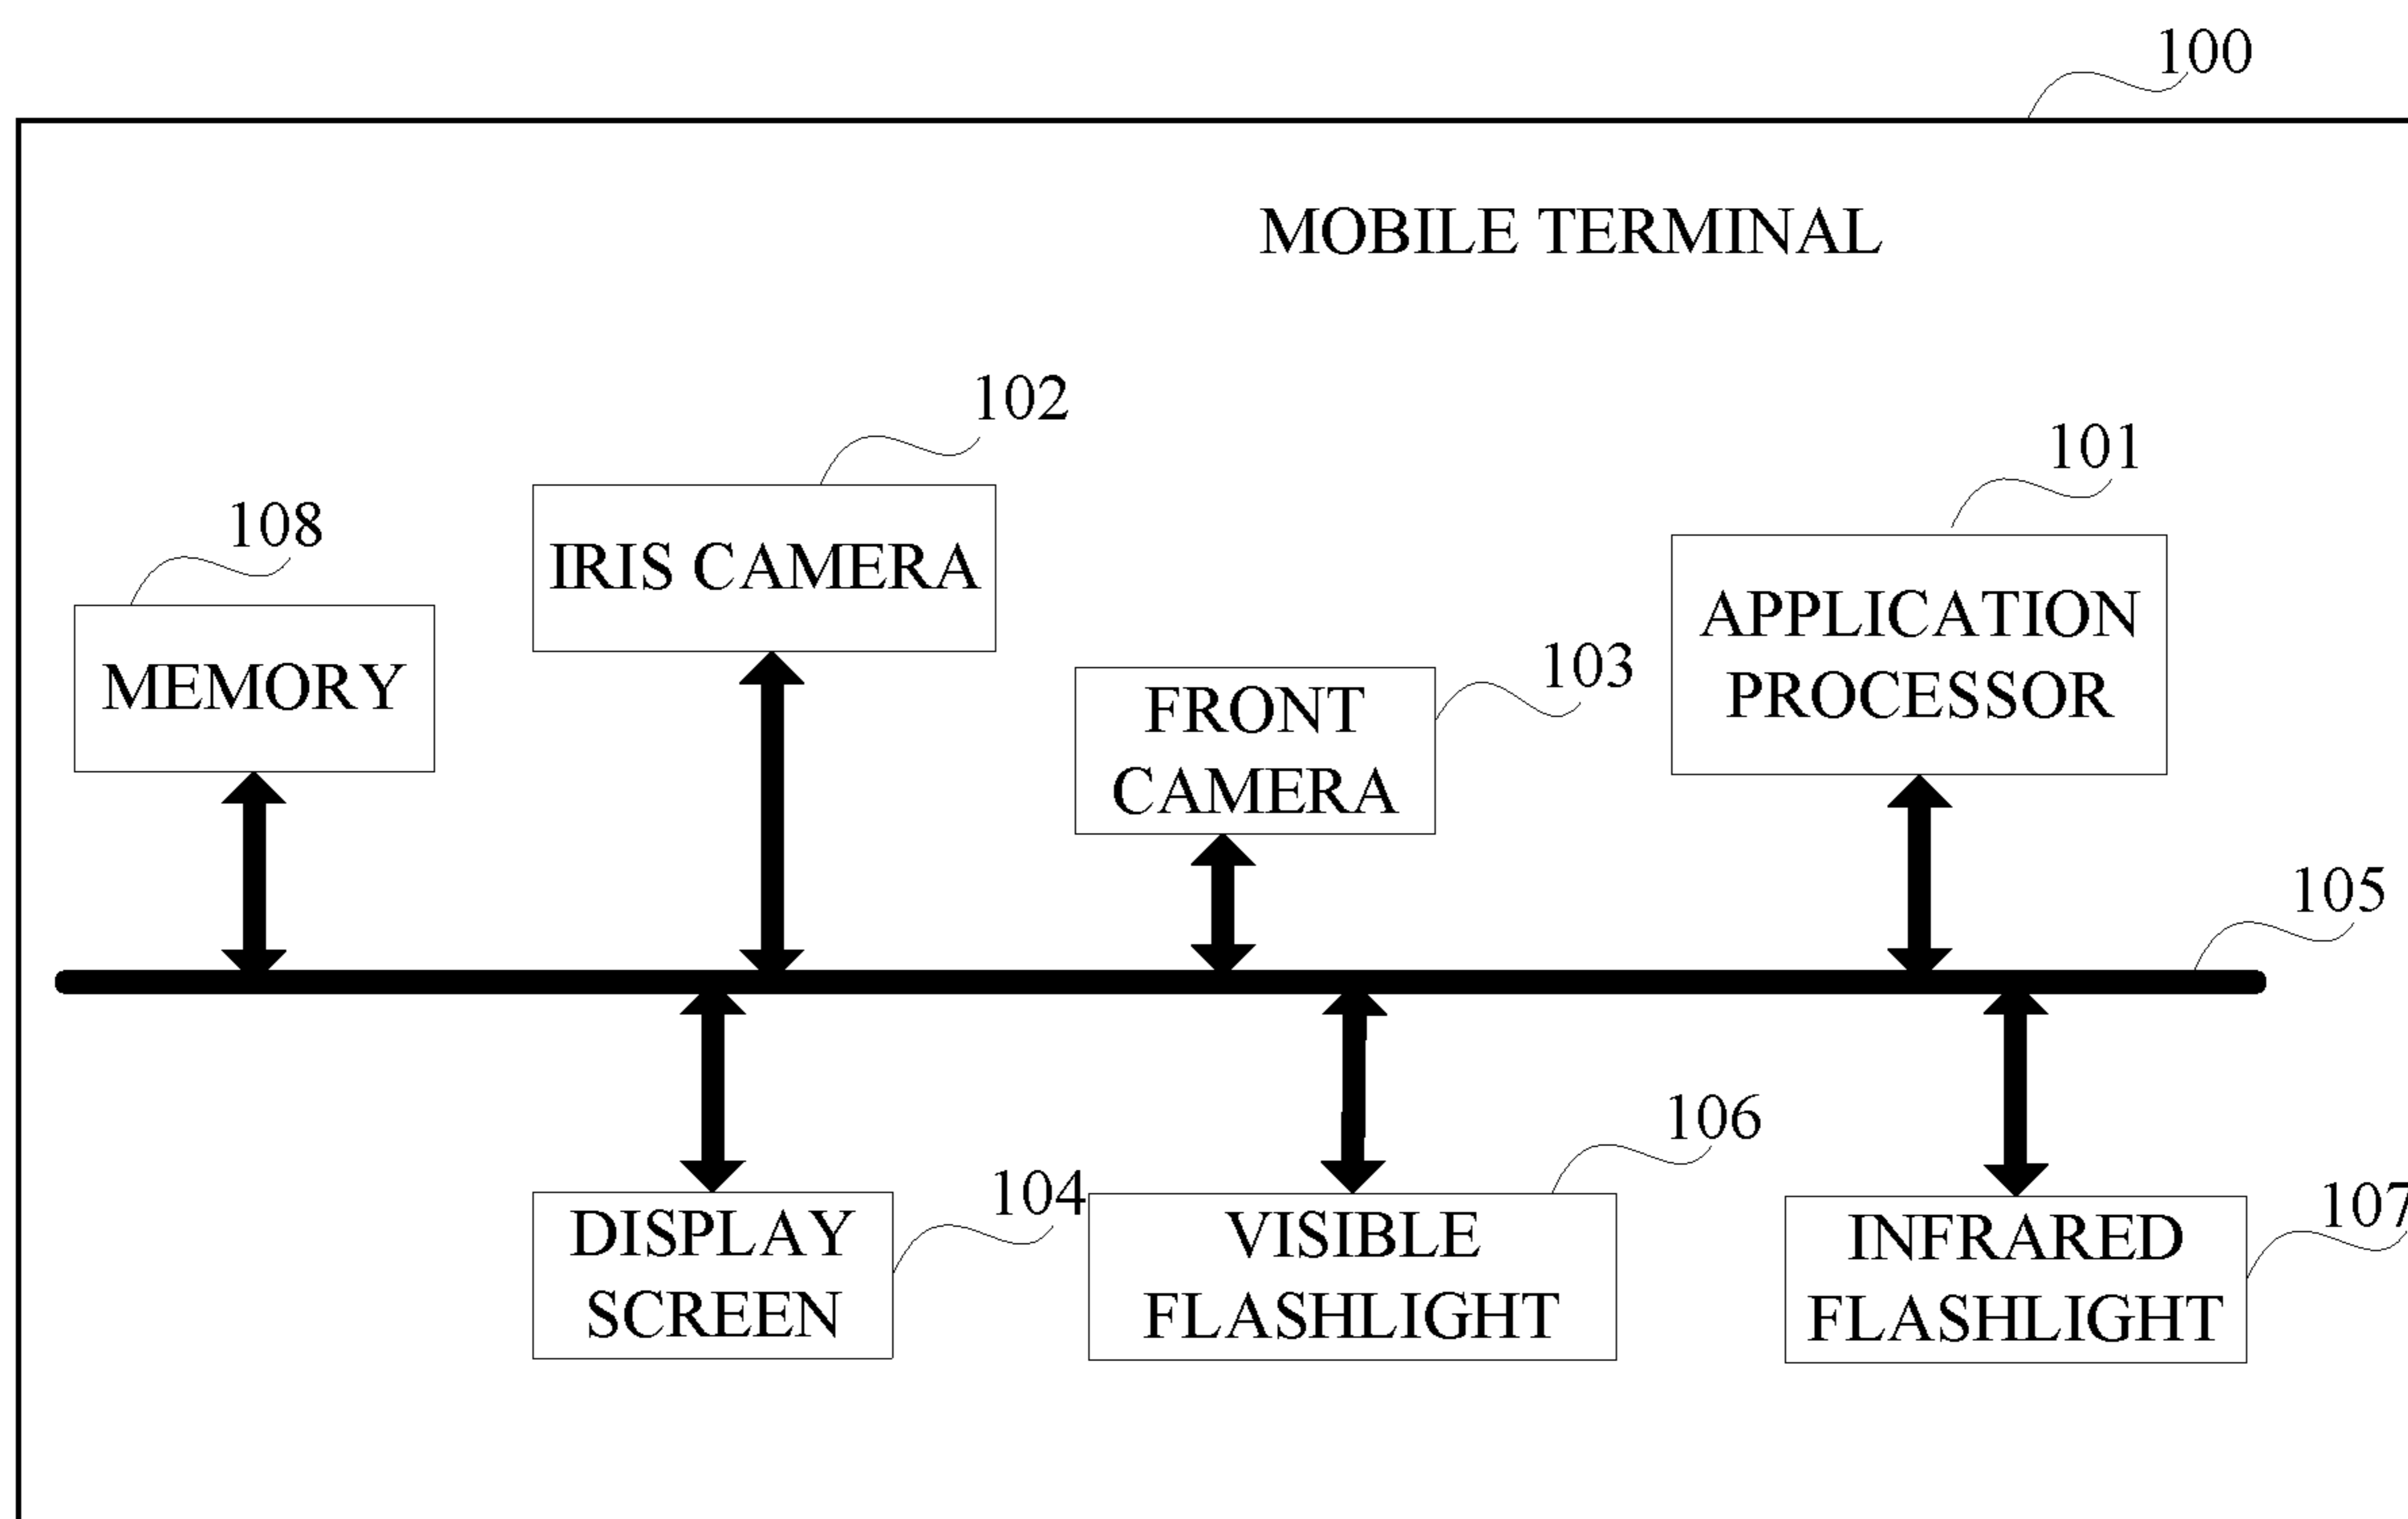 100
MOBILE TERMINAL
102
101
108
IRIS CAMERA
APPLICATION
PROCESSOR
103
MEMORY
FRONT
CAMERA
105
106
104
107
DISPLAY
SCREEN
VISIBLE
FLASHLIGHT
INFRARED
FLASHLIGHT